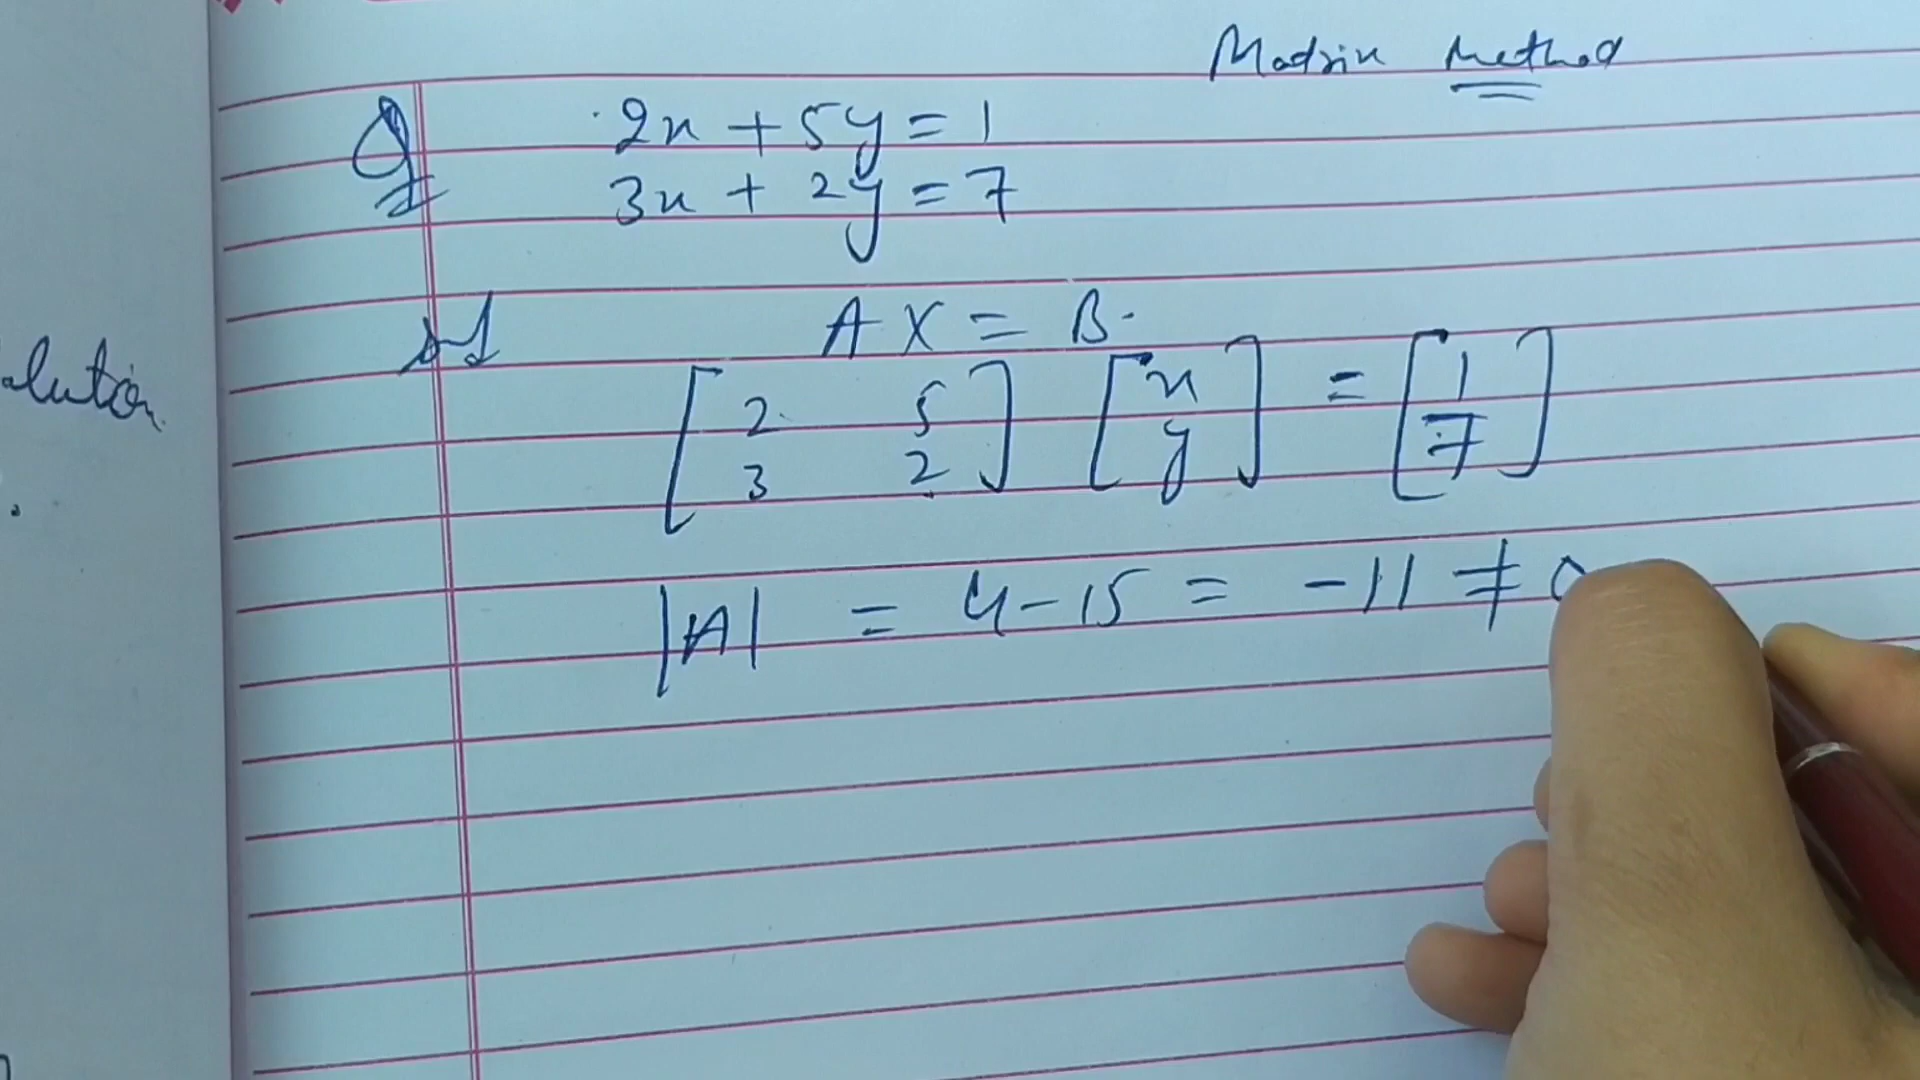 Matrix Method
Q 2x + 5y = 1
3x + 2y = 7
Sol AX = B.
[2 5] [x] = [1]
[3 2] [y] [7]
|A| = 4-15 = -11 ≠ 0
olution